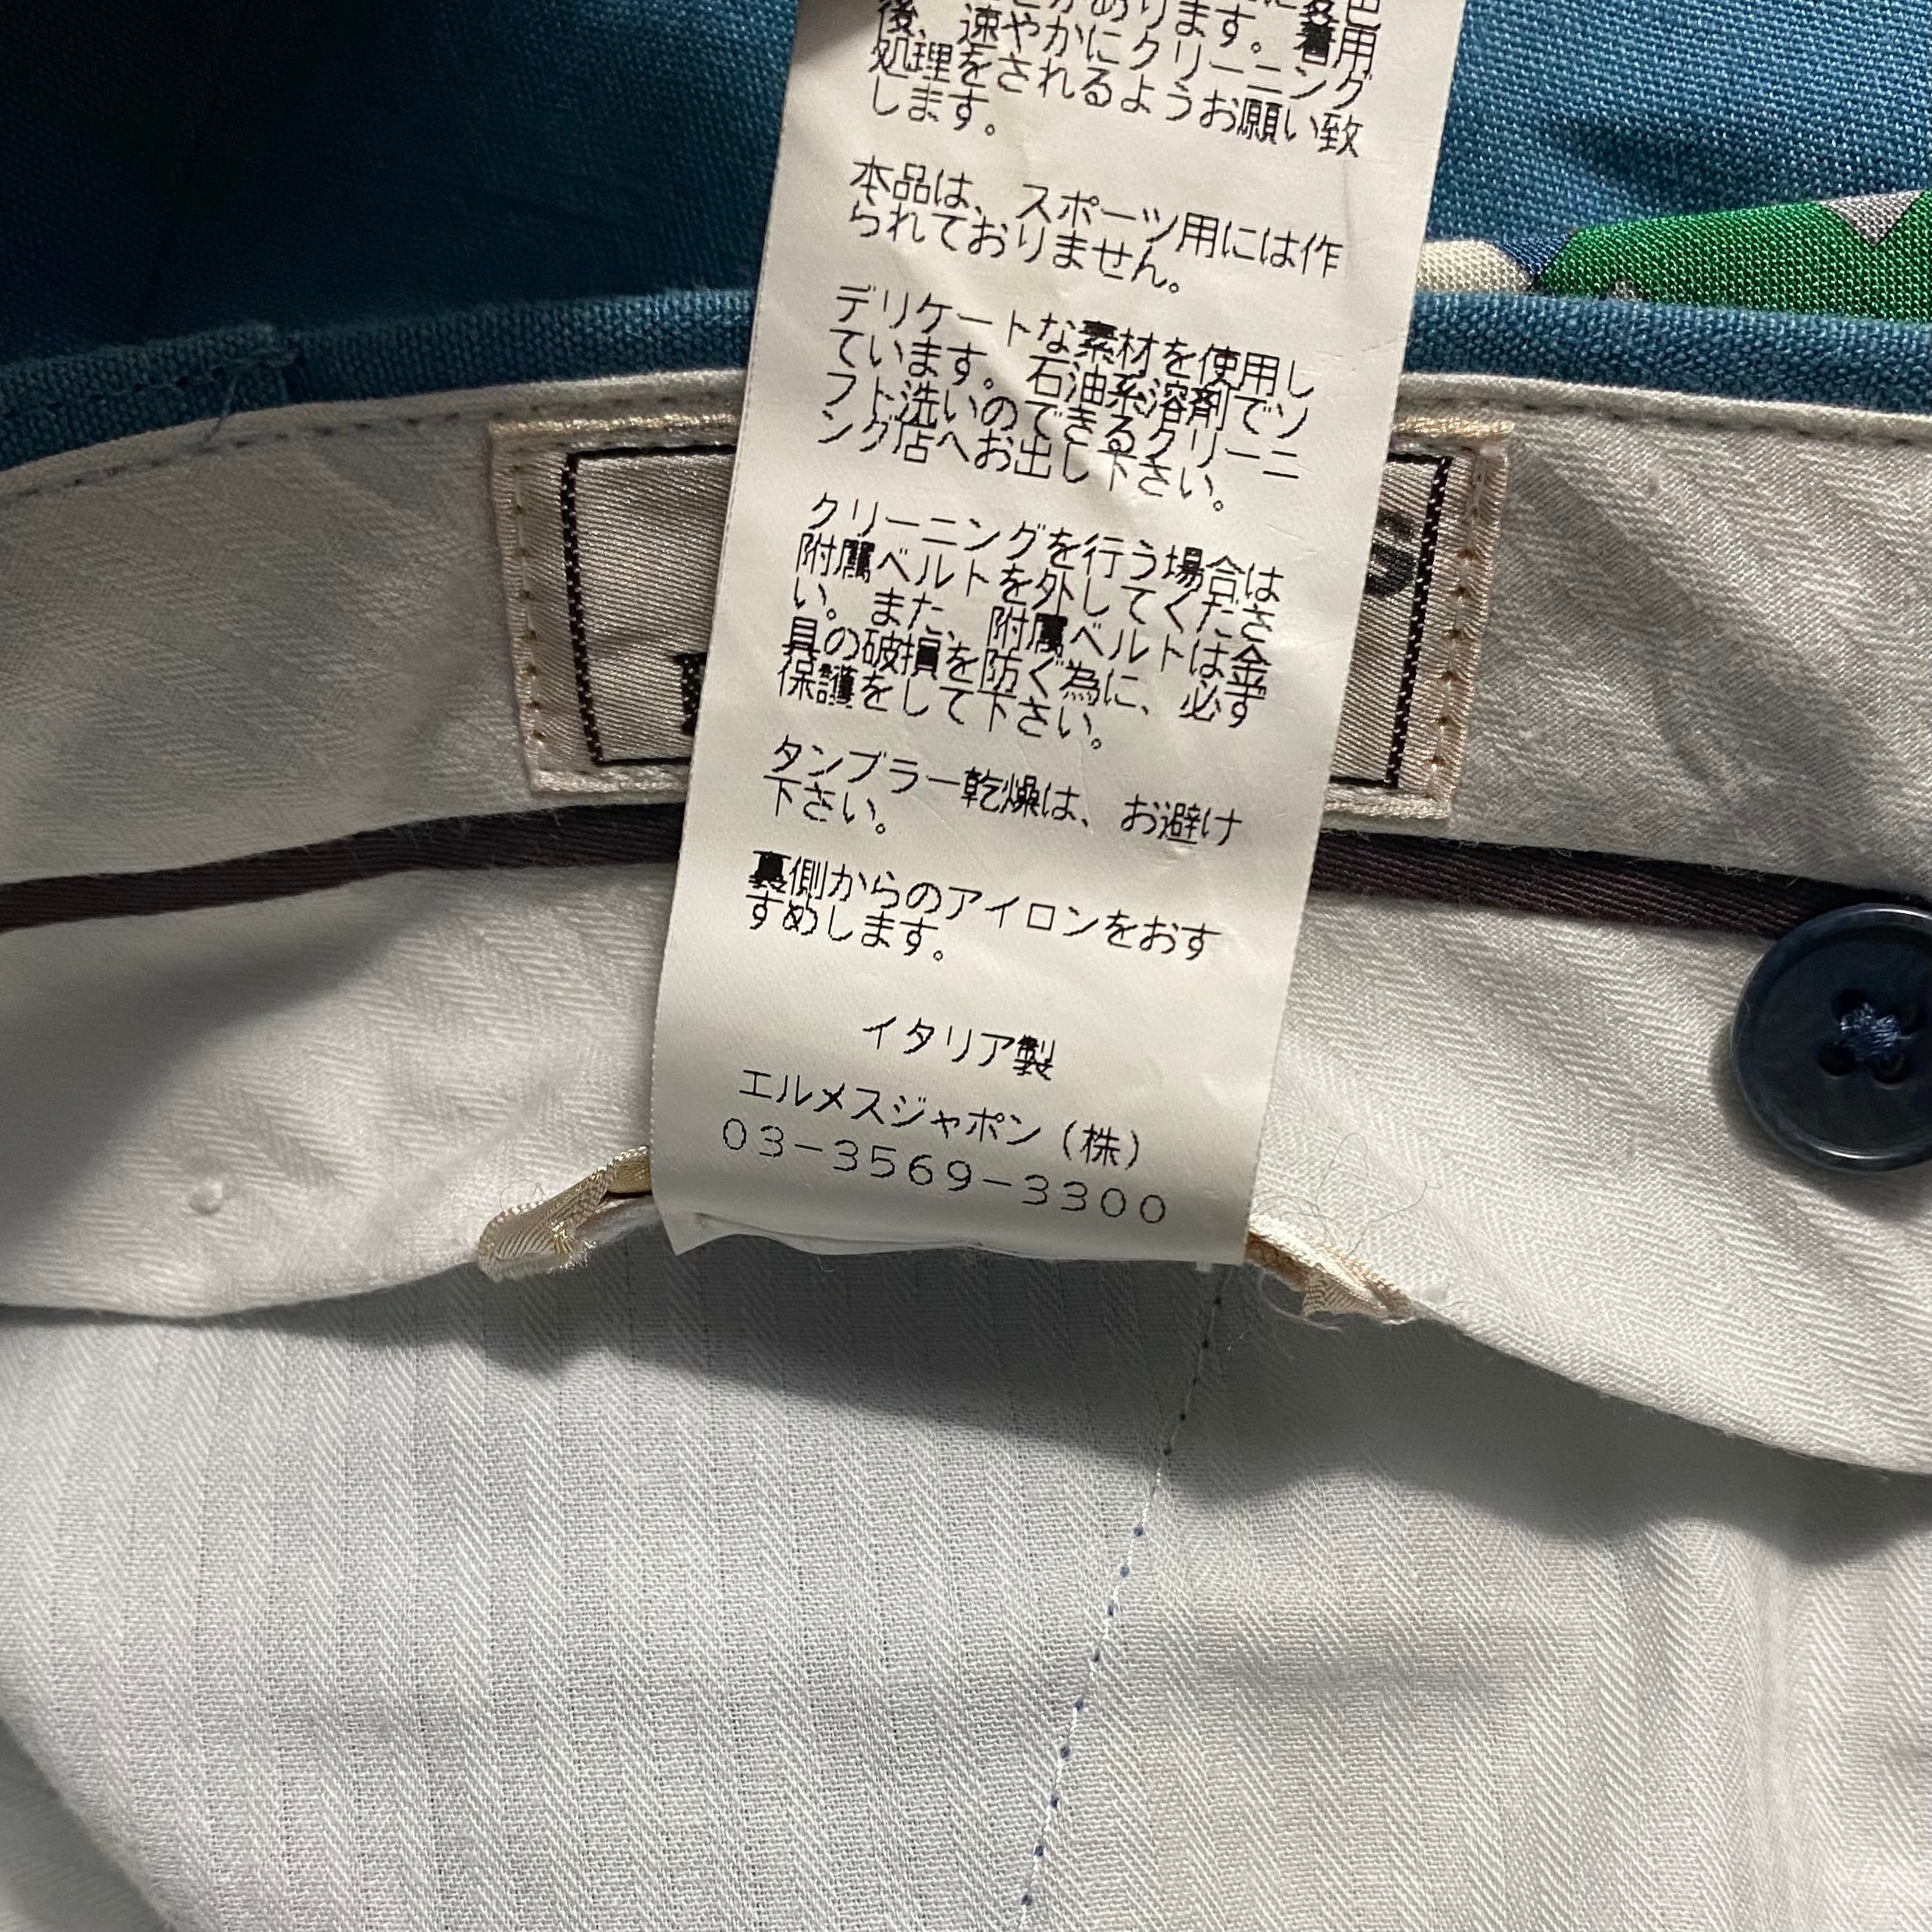 後、速やかにクリーニング
処理をされるようお願い致
します。
本品は、スポーツ用には作
られておりません。
デリケートな素材を使用し
ています。石油系溶剤でソ
フト洗いのできるクリーニ
ング店へお出し下さい。
クリーニングを行う場合は
附属ベルトを外してくださ
い。また、附属ベルトは金
具の破損を防ぐ為に、必ず
保護をして下さい。
タンブラー乾燥は、お避け
下さい。
裏側からのアイロンをおす
すめします。
イタリア製
エルメスジャポン(株)
03-3569-3300
S